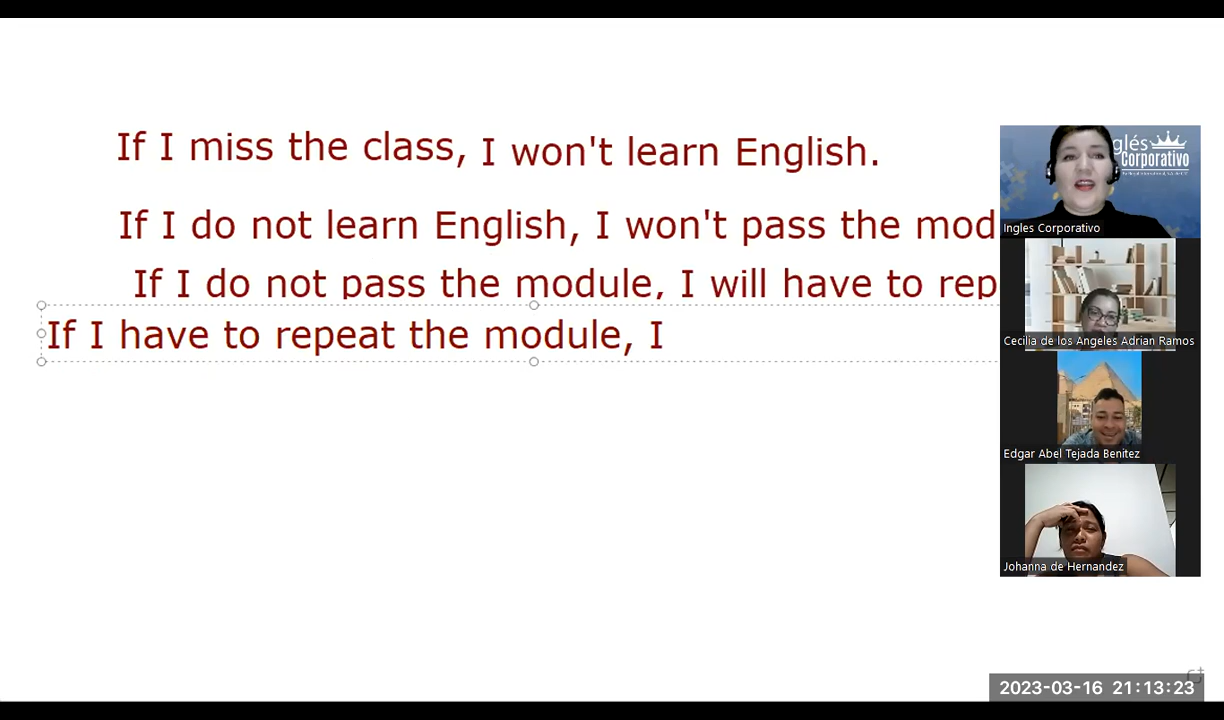 If I miss the class, I won't learn English.
If I do not learn English, I won't pass the mod
If I do not pass the module, I will have to rep
If I have to repeat the module, I
glés
Corporativo
Ingles Corporativo
Cecilia de los Angeles Adrian Ramos
Edgar Abel Tejada Benitez
Johanna de Hernandez
2023-03-16 21:13:23